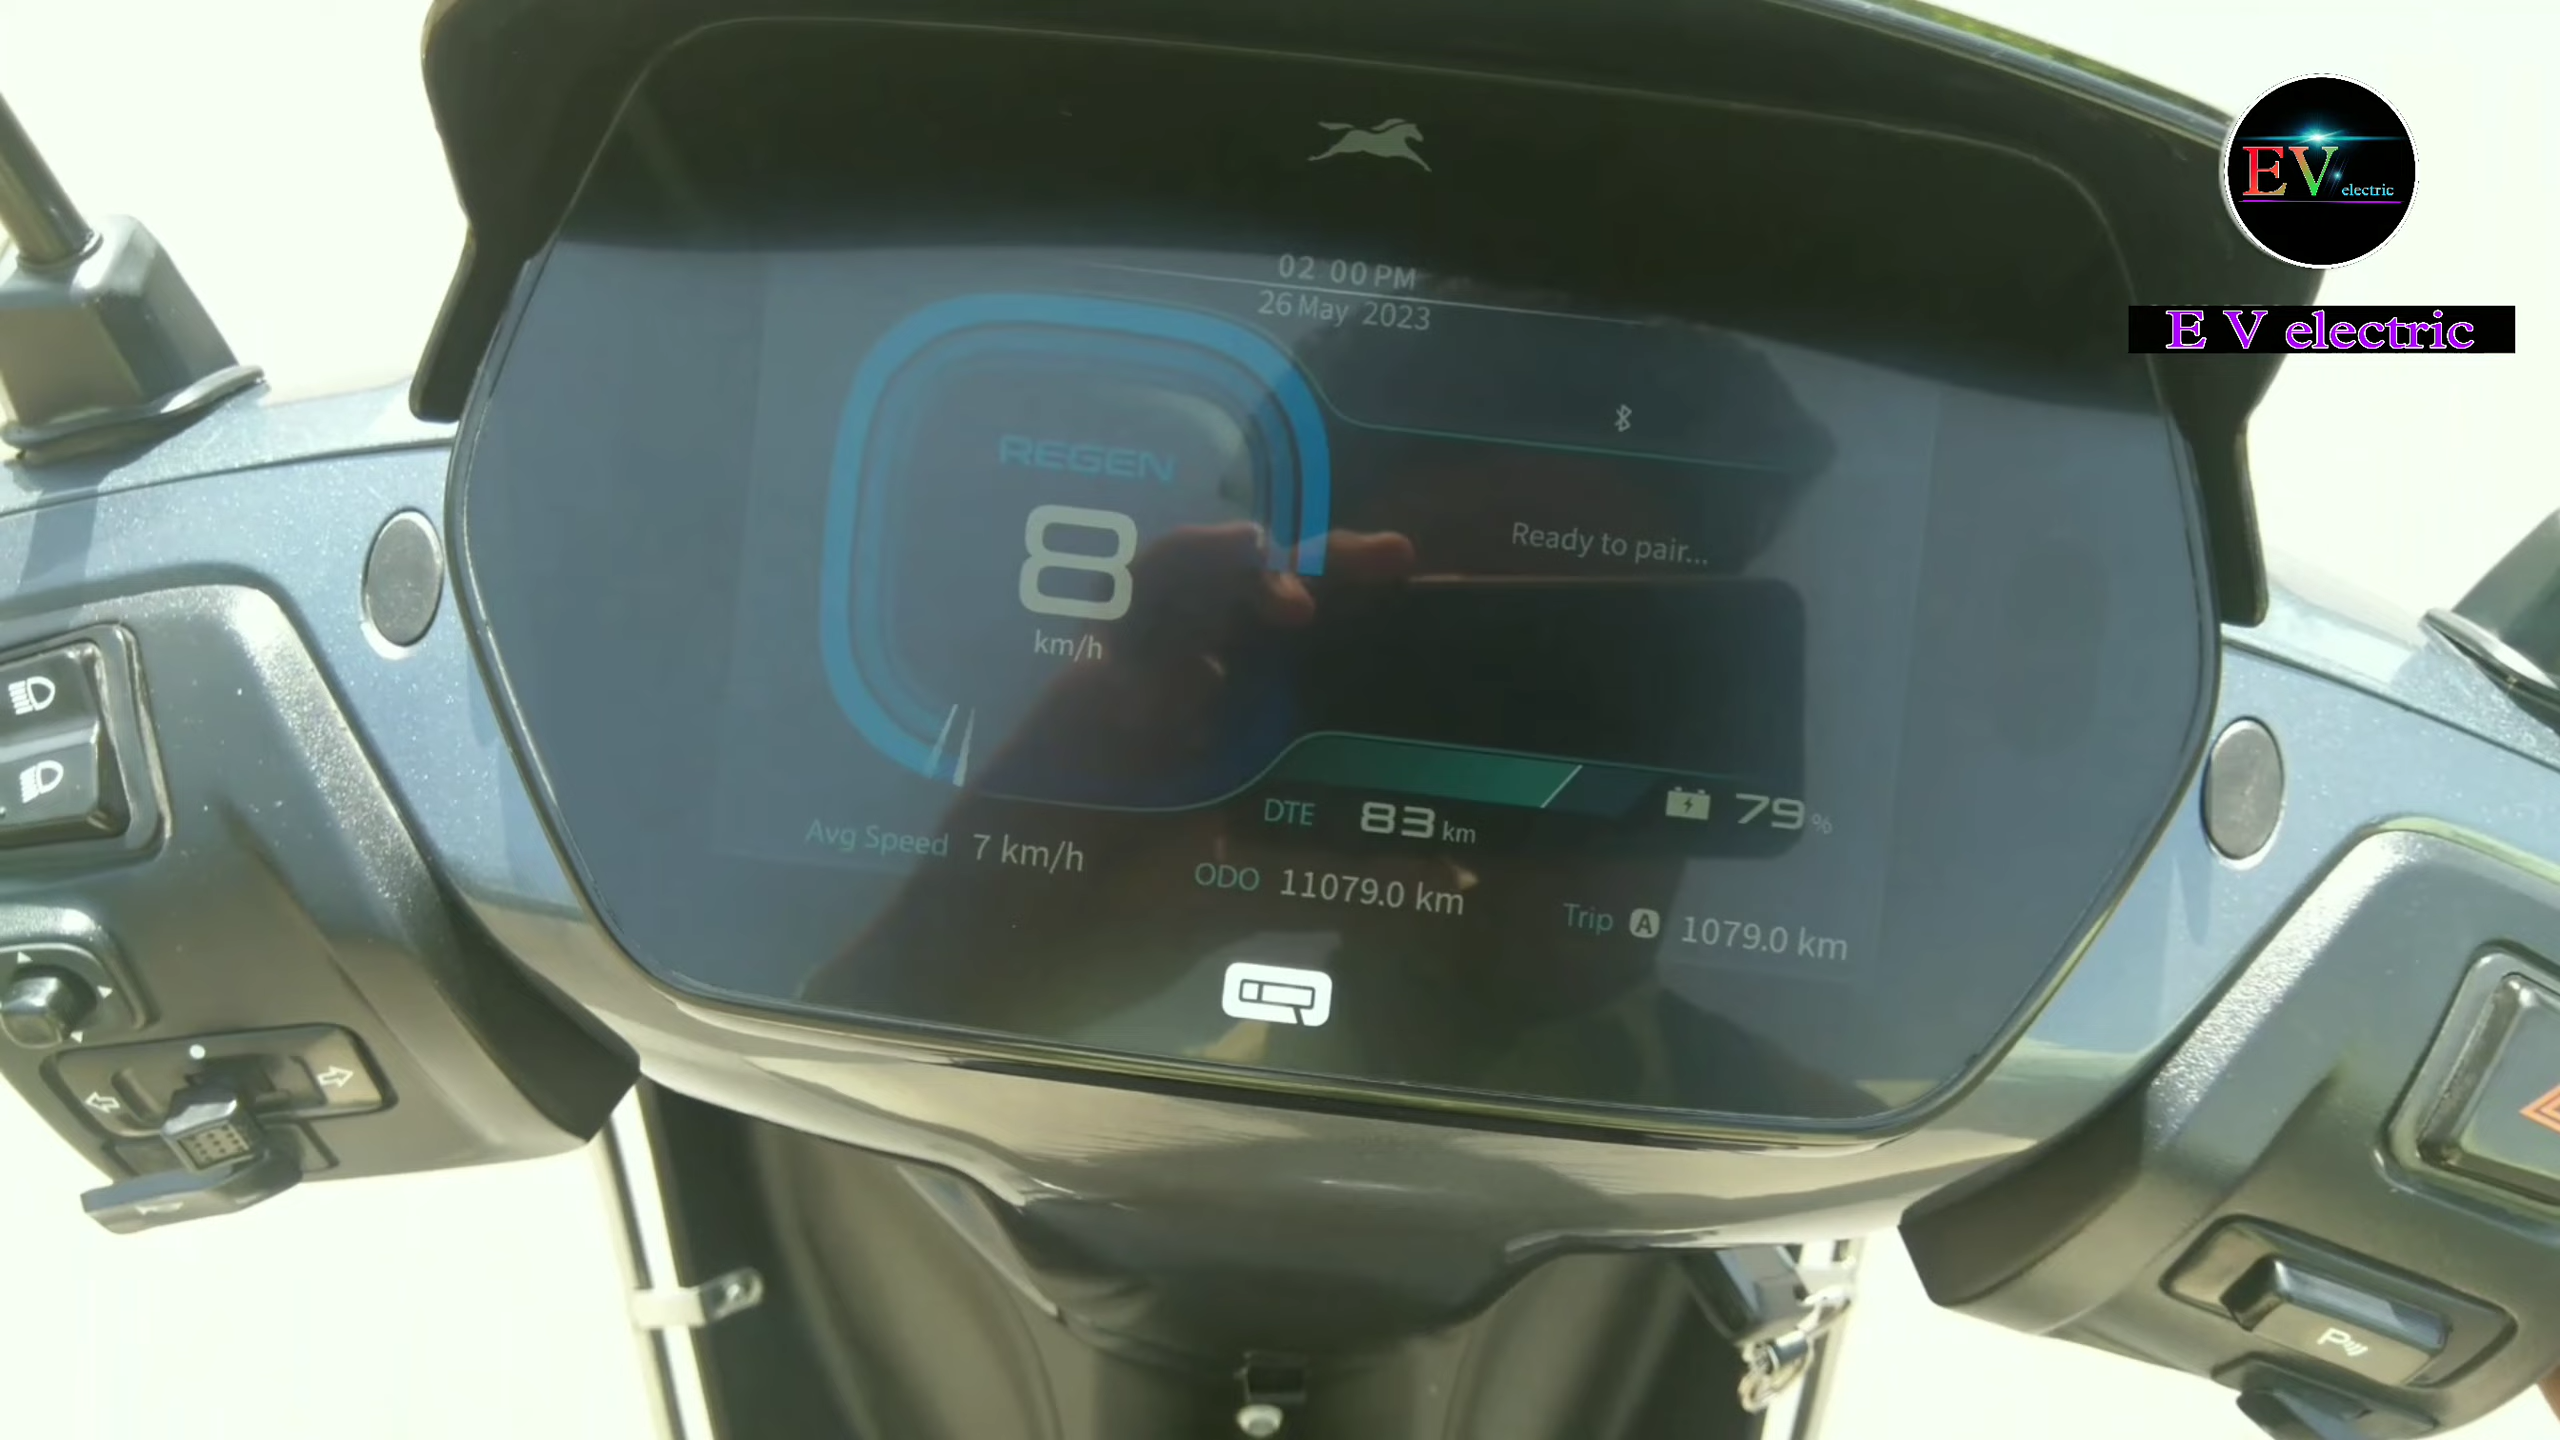 EV electric
E V electric
02 00 PM
26 May 2023
REGEN
8
km/h
Ready to pair...
DTE 83 km
79 %
Avg Speed 7 km/h
ODO 11079.0 km
Trip A 1079.0 km
P